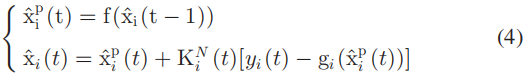 x̂ᵢᵖ(t) = f(x̂ᵢ(t − 1))
x̂ᵢ(t) = x̂ᵢᵖ(t) + Kᵢᴺ(t)[yᵢ(t) − gᵢ(x̂ᵢᵖ(t))] (4)